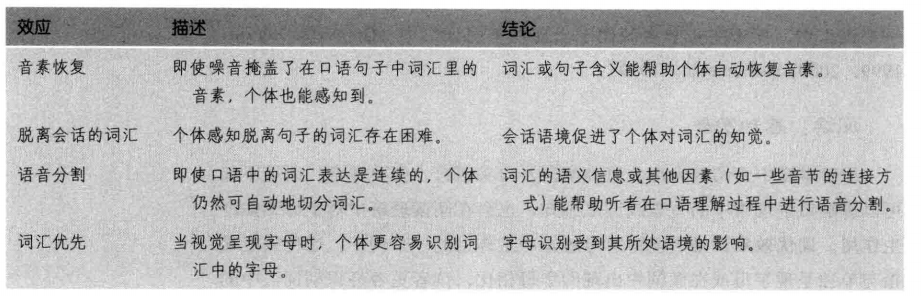 效应 描述 结论
音素恢复 即使噪音掩盖了在口语句子中词汇里的 词汇或句子含义能帮助个体自动恢复音素。
音素，个体也能感知到。
脱离会话的词汇 个体感知脱离句子的词汇存在困难。 会话语境促进了个体对词汇的知觉。
语音分割 即使口语中的词汇表达是连续的，个体 词汇的语义信息或其他因素（如一些音节的连接方
仍然可自动地切分词汇。 式）能帮助听者在口语理解过程中进行语音分割。
词汇优先 当视觉呈现字母时，个体更容易识别词 字母识别受到其所处语境的影响。
汇中的字母。